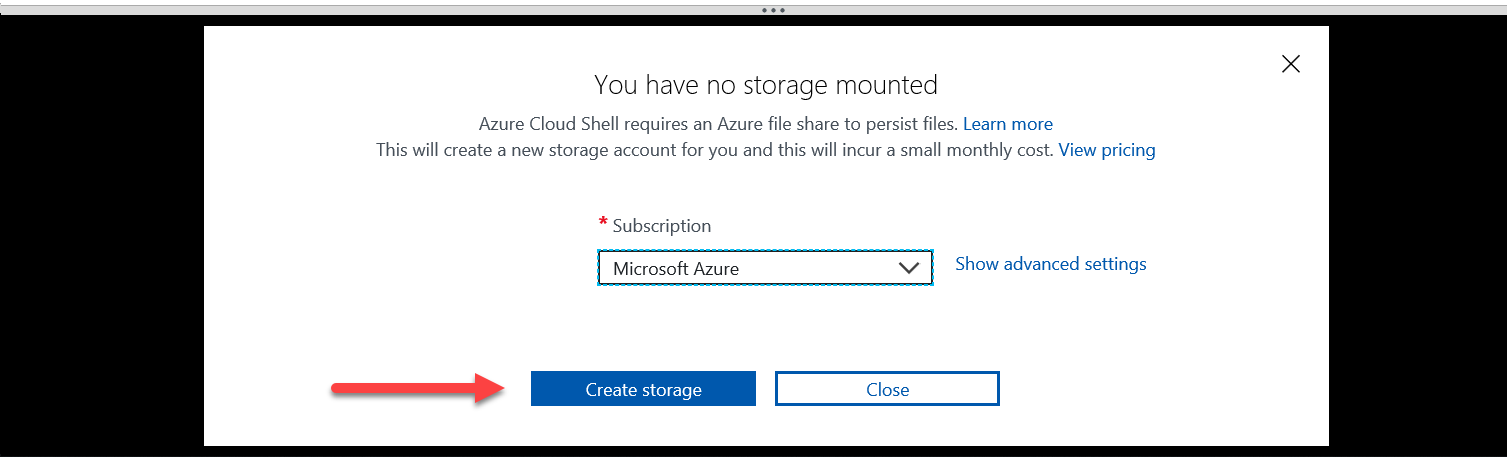 You have no storage mounted
Azure Cloud Shell requires an Azure file share to persist files. Learn more
This will create a new storage account for you and this will incur a small monthly cost. View pricing
* Subscription
Microsoft Azure
Show advanced settings
Create storage
Close